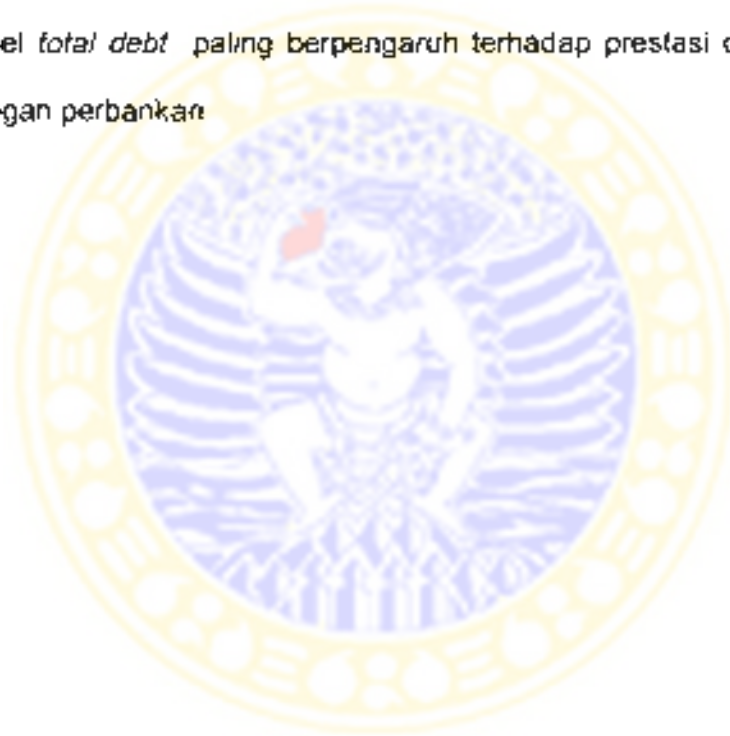 el total debt paling berpengaruh terhadap prestasi
gan perbankan